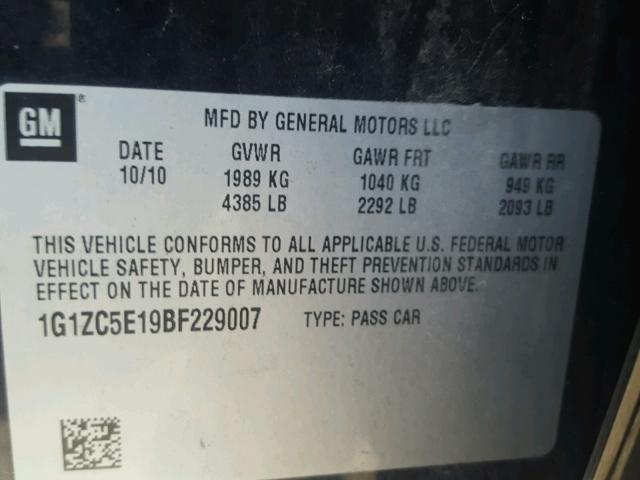 GM®
MFD BY GENERAL MOTORS LLC
DATE GVWR GAWR FRT GAWR RR
10/10 1989 KG 1040 KG 949 KG
4385 LB 2292 LB 2093 LB
THIS VEHICLE CONFORMS TO ALL APPLICABLE U.S. FEDERAL MOTOR
VEHICLE SAFETY, BUMPER, AND THEFT PREVENTION STANDARDS IN
EFFECT ON THE DATE OF MANUFACTURE SHOWN ABOVE.
1G1ZC5E19BF229007 TYPE: PASS CAR